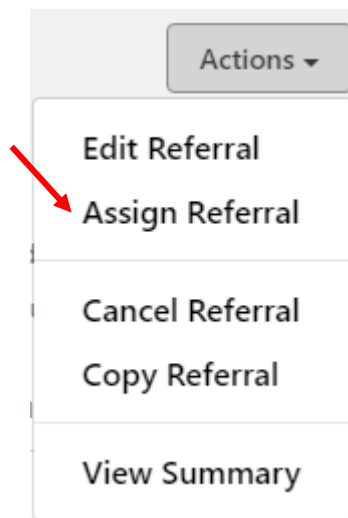 Actions
Edit Referral
Assign Referral
Cancel Referral
Copy Referral
View Summary